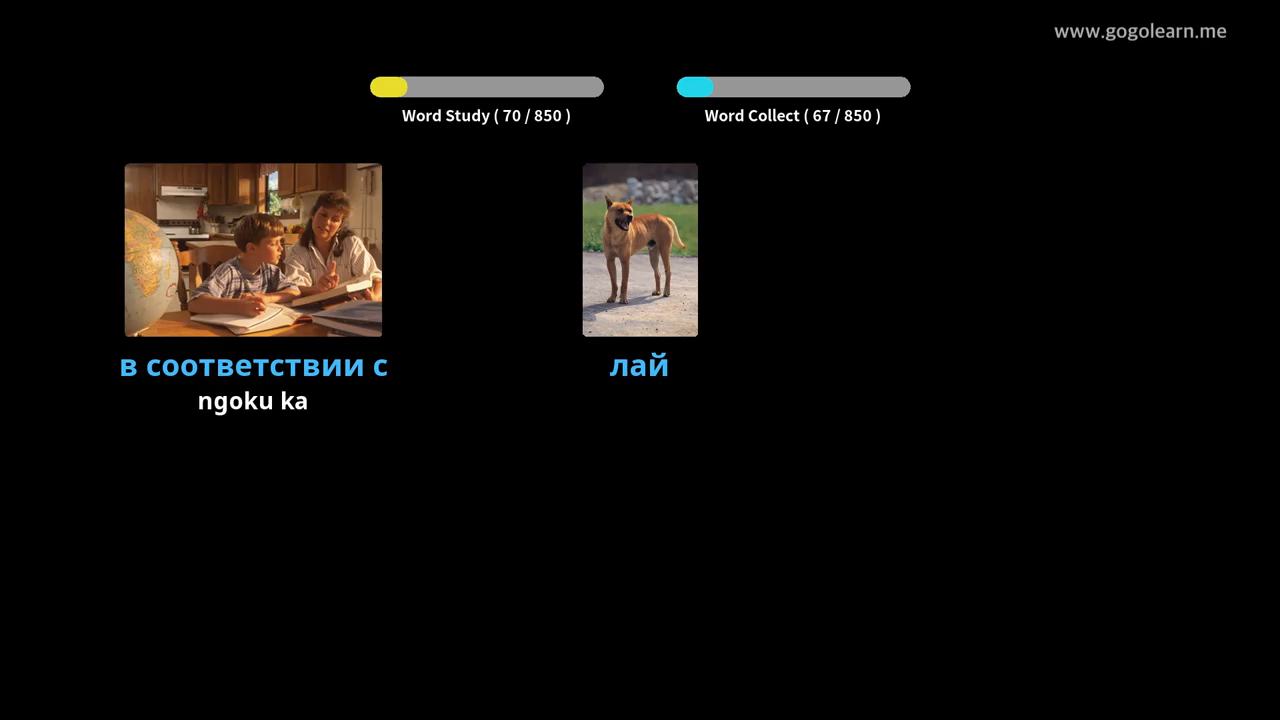 www.gogolearn.me
Word Study ( 70 / 850 )
Word Collect ( 67 / 850 )
в соответствии с
ngoku ka
лай